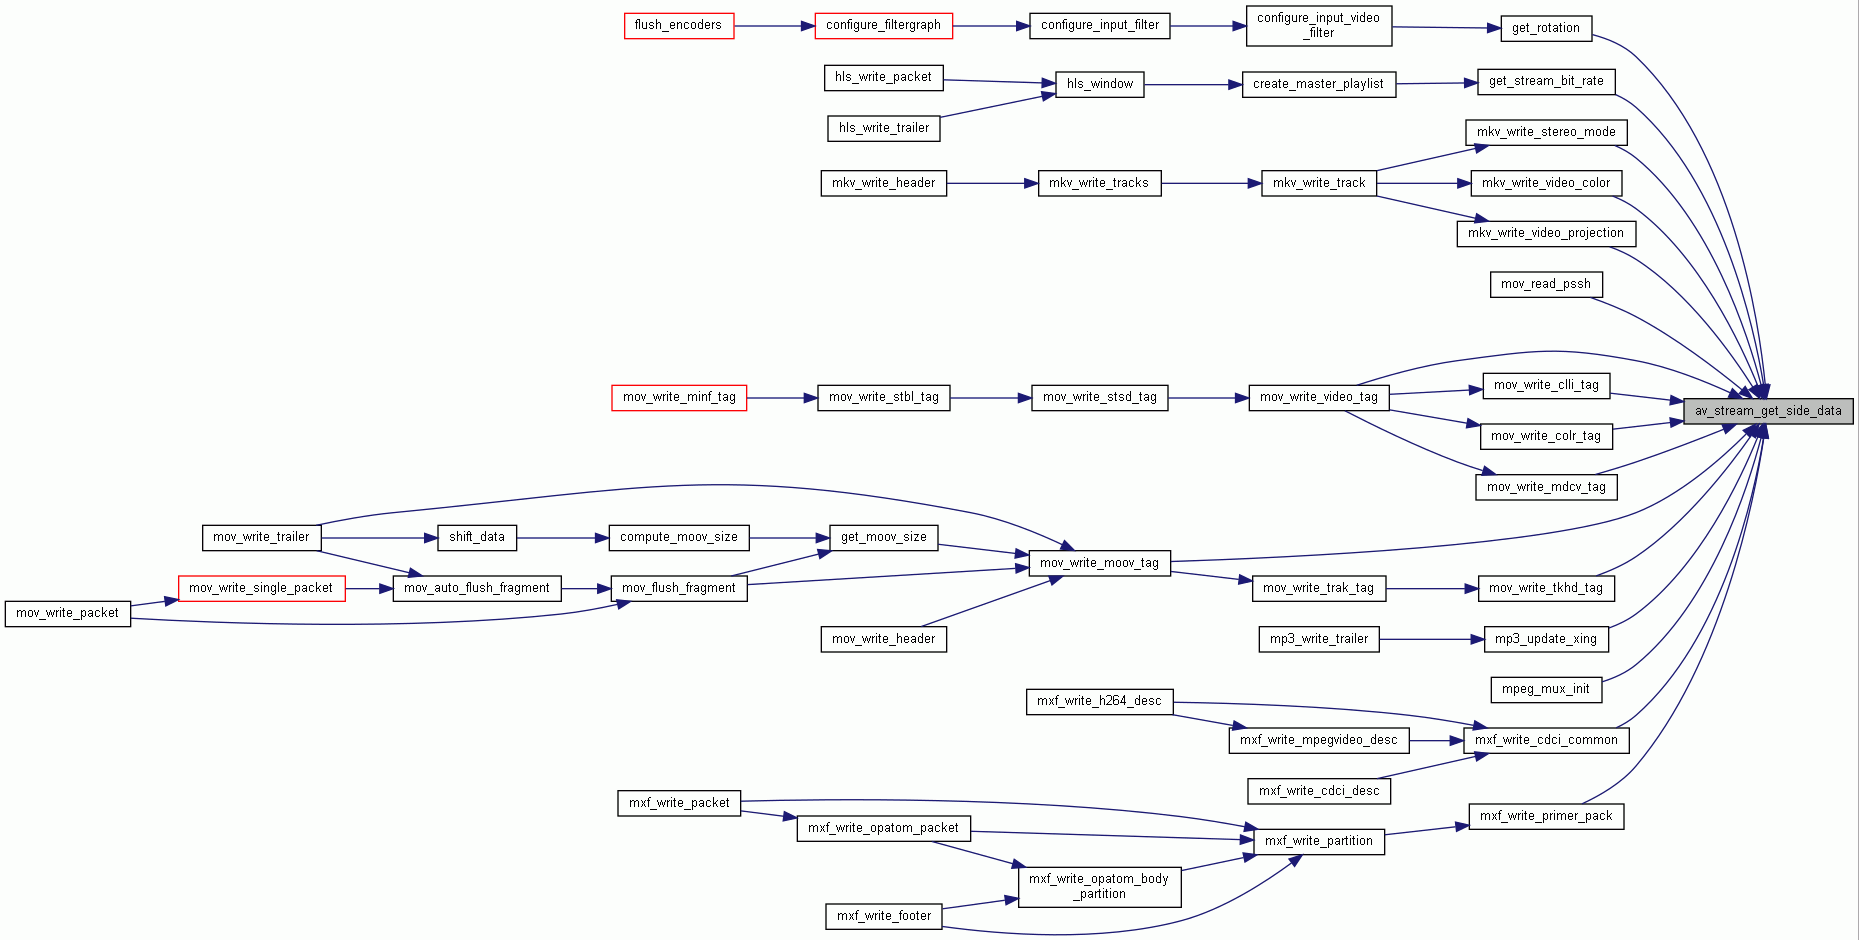 flush_encoders
configure_filtergraph
configure_input_filter
configure_input_video
_filter
get_rotation
hls_write_packet
hls_window
create_master_playlist
get_stream_bit_rate
hls_write_trailer
mkv_write_stereo_mode
mkv_write_header
mkv_write_tracks
mkv_write_track
mkv_write_video_color
mkv_write_video_projection
mov_read_pssh
mov_write_minf_tag
mov_write_stbl_tag
mov_write_stsd_tag
mov_write_video_tag
mov_write_clli_tag
av_stream_get_side_data
mov_write_colr_tag
mov_write_mdcv_tag
mov_write_trailer
shift_data
compute_moov_size
get_moov_size
mov_write_moov_tag
mov_write_single_packet
mov_auto_flush_fragment
mov_flush_fragment
mov_write_trak_tag
mov_write_tkhd_tag
mov_write_packet
mov_write_header
mp3_write_trailer
mp3_update_xing
mpeg_mux_init
mxf_write_h264_desc
mxf_write_mpegvideo_desc
mxf_write_cdci_common
mxf_write_cdci_desc
mxf_write_packet
mxf_write_opatom_packet
mxf_write_partition
mxf_write_primer_pack
mxf_write_opatom_body
_partition
mxf_write_footer